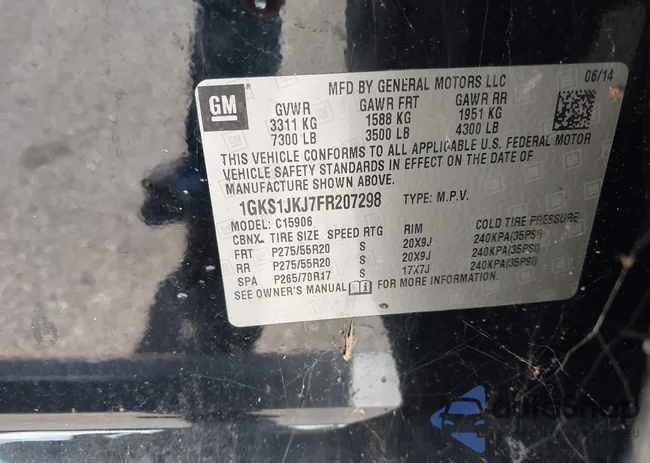 MFD BY GENERAL MOTORS LLC 06/14
GM
GVWR GAWR FRT GAWR RR
3311 KG 1588 KG 1951 KG
7300 LB 3500 LB 4300 LB
THIS VEHICLE CONFORMS TO ALL APPLICABLE U.S. FEDERAL MOTOR
VEHICLE SAFETY STANDARDS IN EFFECT ON THE DATE OF
MANUFACTURE SHOWN ABOVE.
1GKS1JKJ7FR207298 TYPE: M.P.V.
MODEL: C15906
CBNX TIRE SIZE SPEED RTG RIM COLD TIRE PRESSURE
FRT P275/55R20 S 20X9J 240KPA(35PSI)
RR P275/55R20 S 20X9J 240KPA(35PSI)
SPA P265/70R17 S 17X7J 240KPA(35PSI)
SEE OWNER'S MANUAL FOR MORE INFORMATION.
autoSnap